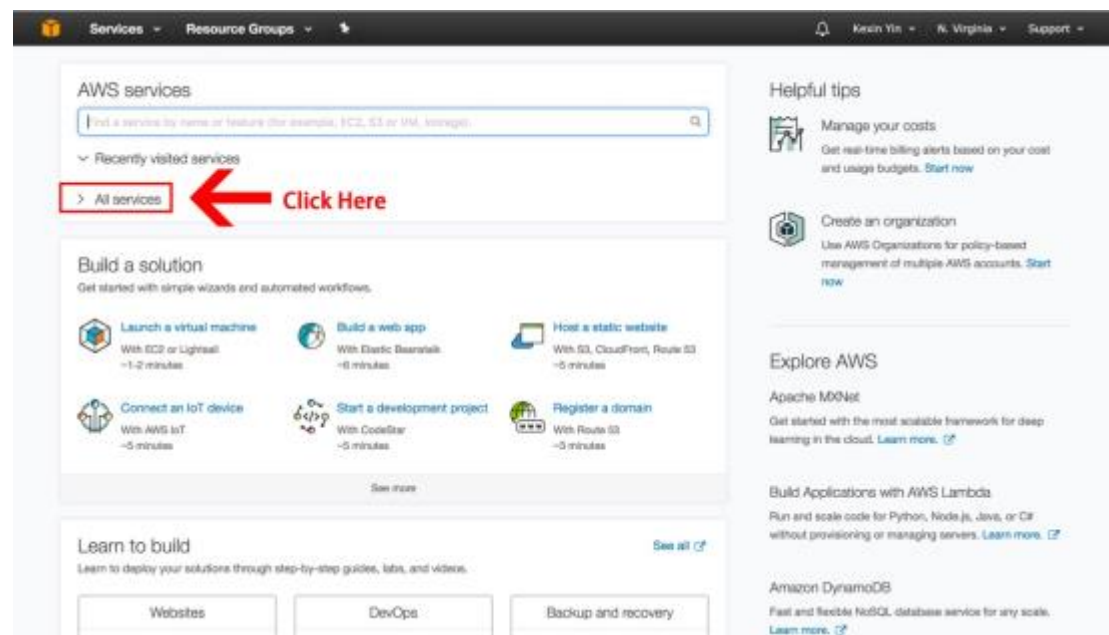 Services Resource Groups
Kexin Yin N. Virginia Support
AWS services
Find a service by name or feature (for example, EC2, S3 or VM, storage).
Recently visited services
All services
Click Here
Build a solution
Get started with simple wizards and automated workflows.
Launch a virtual machine
With EC2 or Lightsail
~1-2 minutes
Build a web app
With Elastic Beanstalk
~6 minutes
Host a static website
With S3, CloudFront, Route 53
~5 minutes
Connect an IoT device
With AWS IoT
~5 minutes
Start a development project
With CodeStar
~5 minutes
Register a domain
With Route 53
~3 minutes
See more
Learn to build
See all
Learn to deploy your solutions through step-by-step guides, labs, and videos.
Websites
DevOps
Backup and recovery
Helpful tips
Manage your costs
Get real-time billing alerts based on your cost
and usage budgets. Start now
Create an organization
Use AWS Organizations for policy-based
management of multiple AWS accounts. Start
now
Explore AWS
Apache MXNet
Get started with the most scalable framework for deep
learning in the cloud. Learn more.
Build Applications with AWS Lambda
Run and scale code for Python, Node.js, Java, or C#
without provisioning or managing servers. Learn more.
Amazon DynamoDB
Fast and flexible NoSQL database service for any scale.
Learn more.